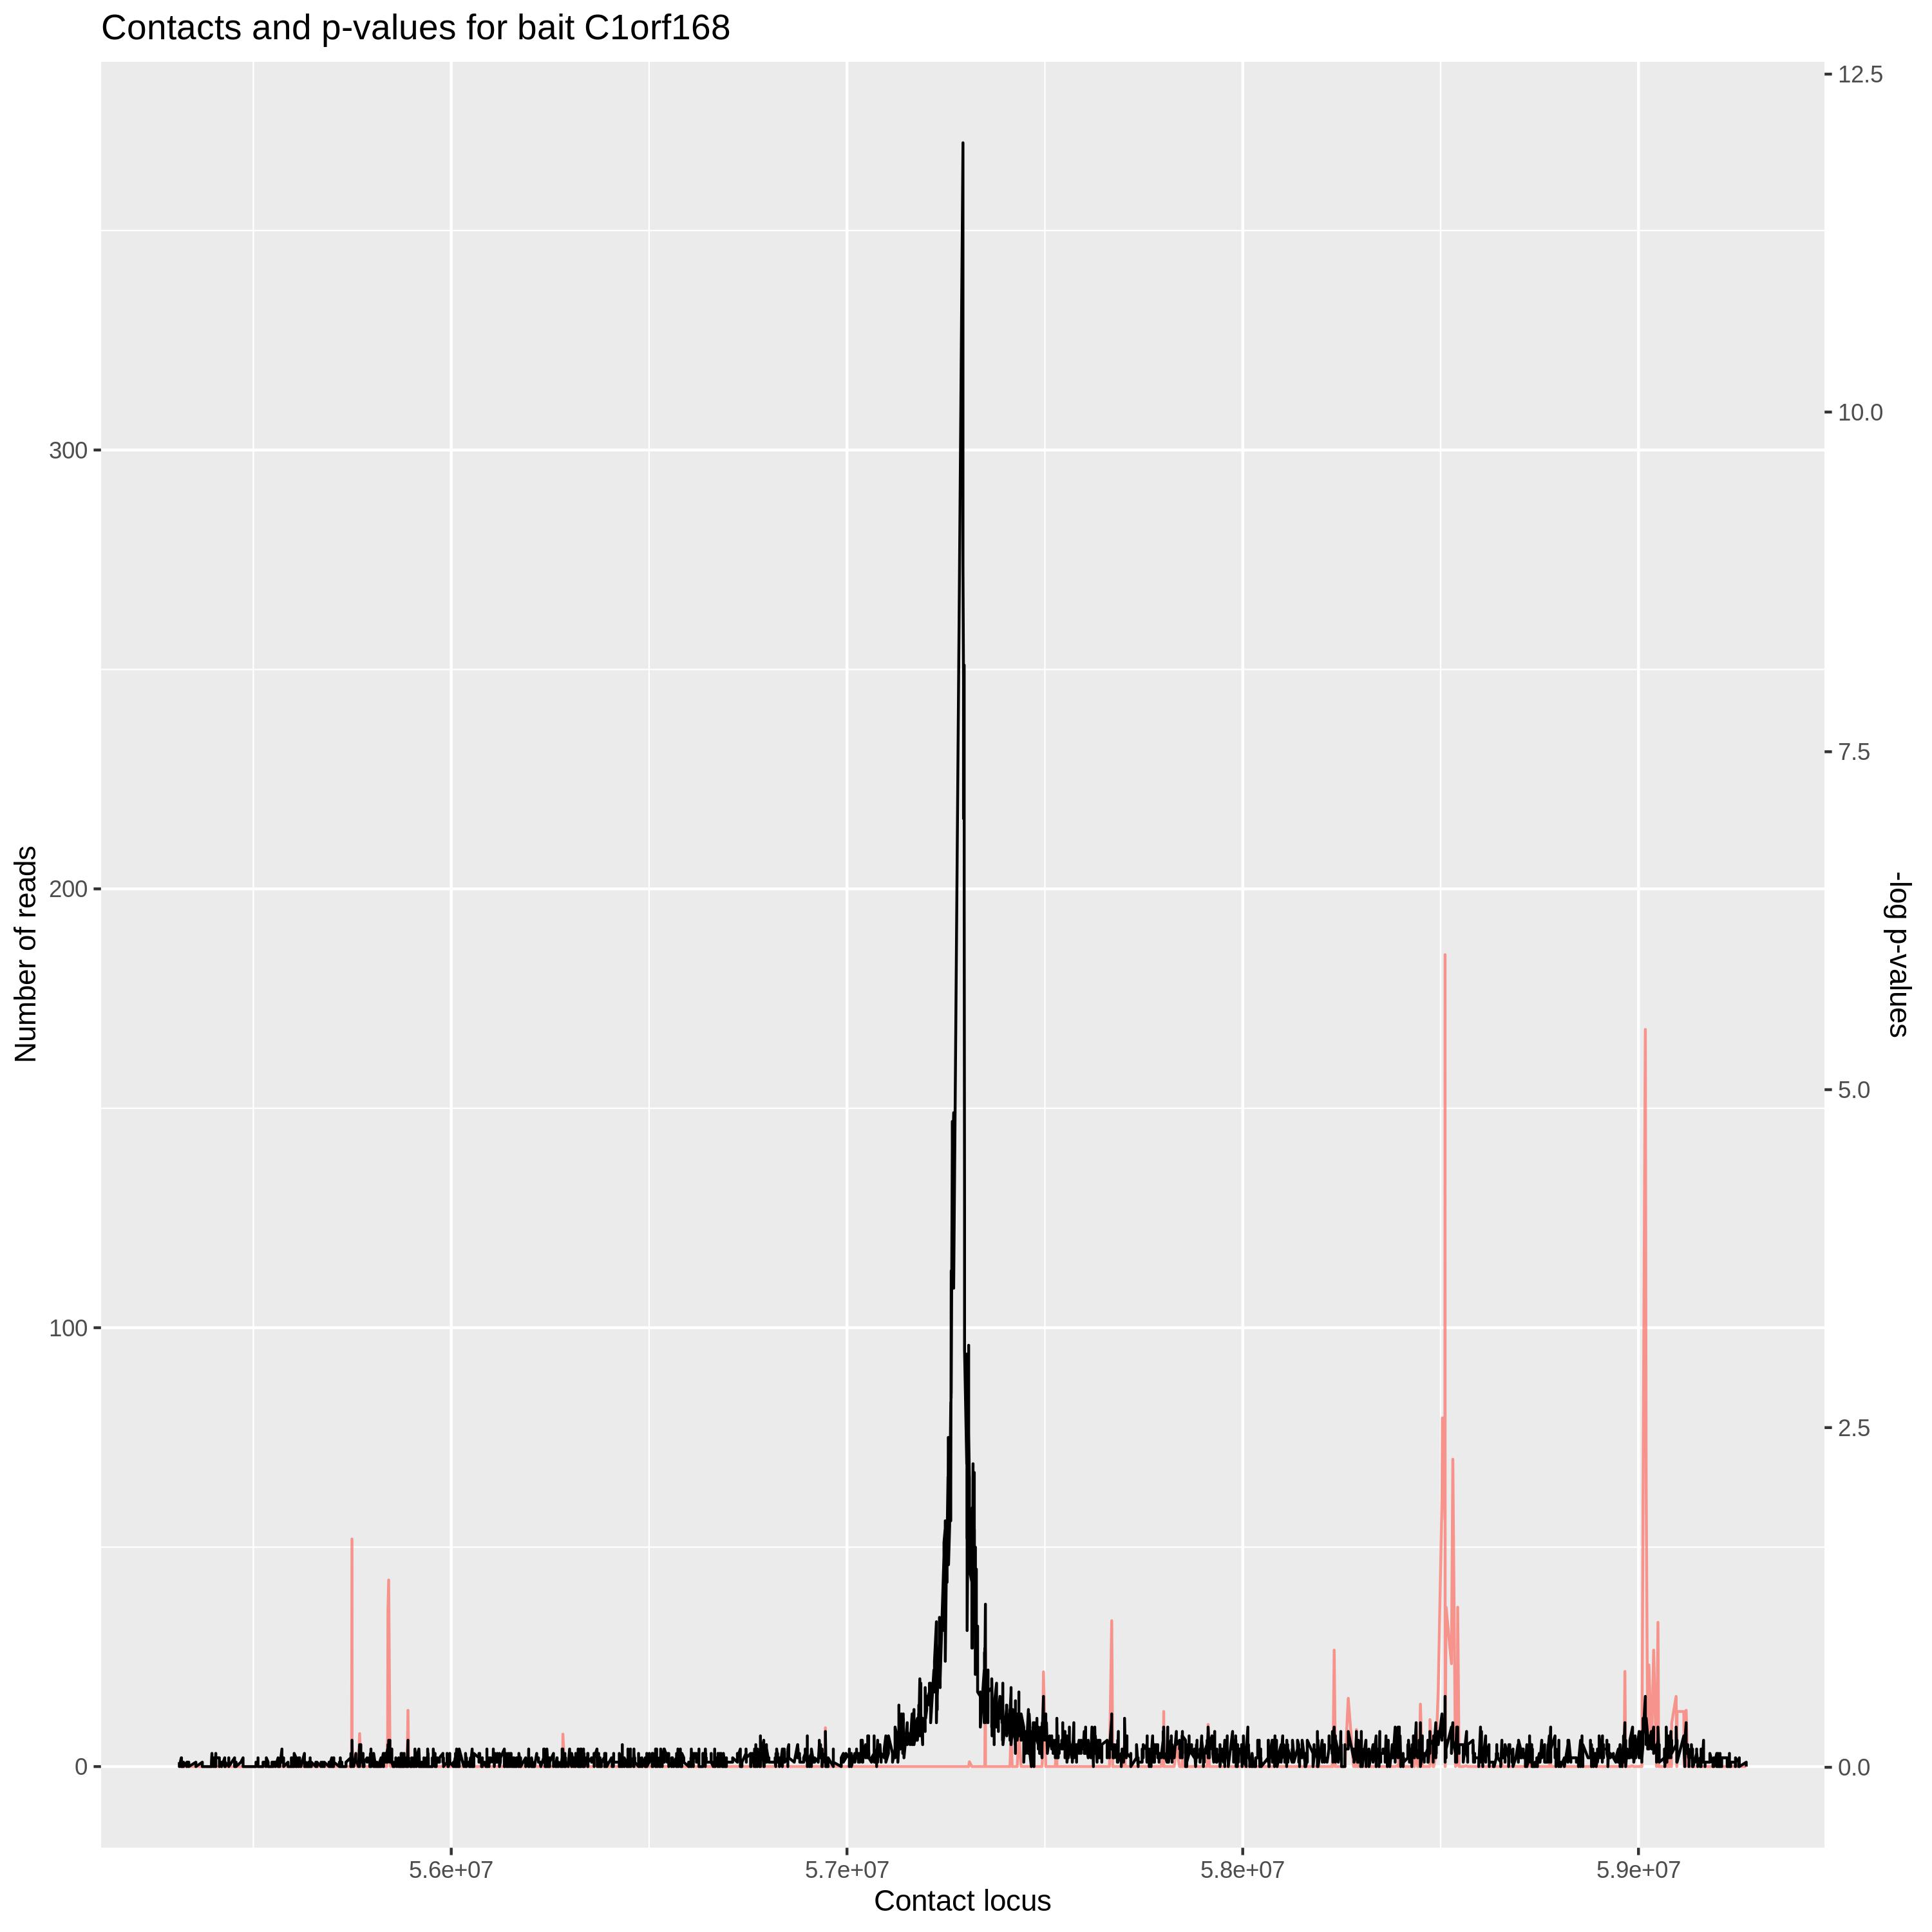 Contacts and p-values for bait C1orf168
12.5
10.0
300
7.5
Number of reads
-log p-values
200
5.0
100
2.5
0
0.0
5.6e+07
5.7e+07
5.8e+07
5.9e+07
Contact locus